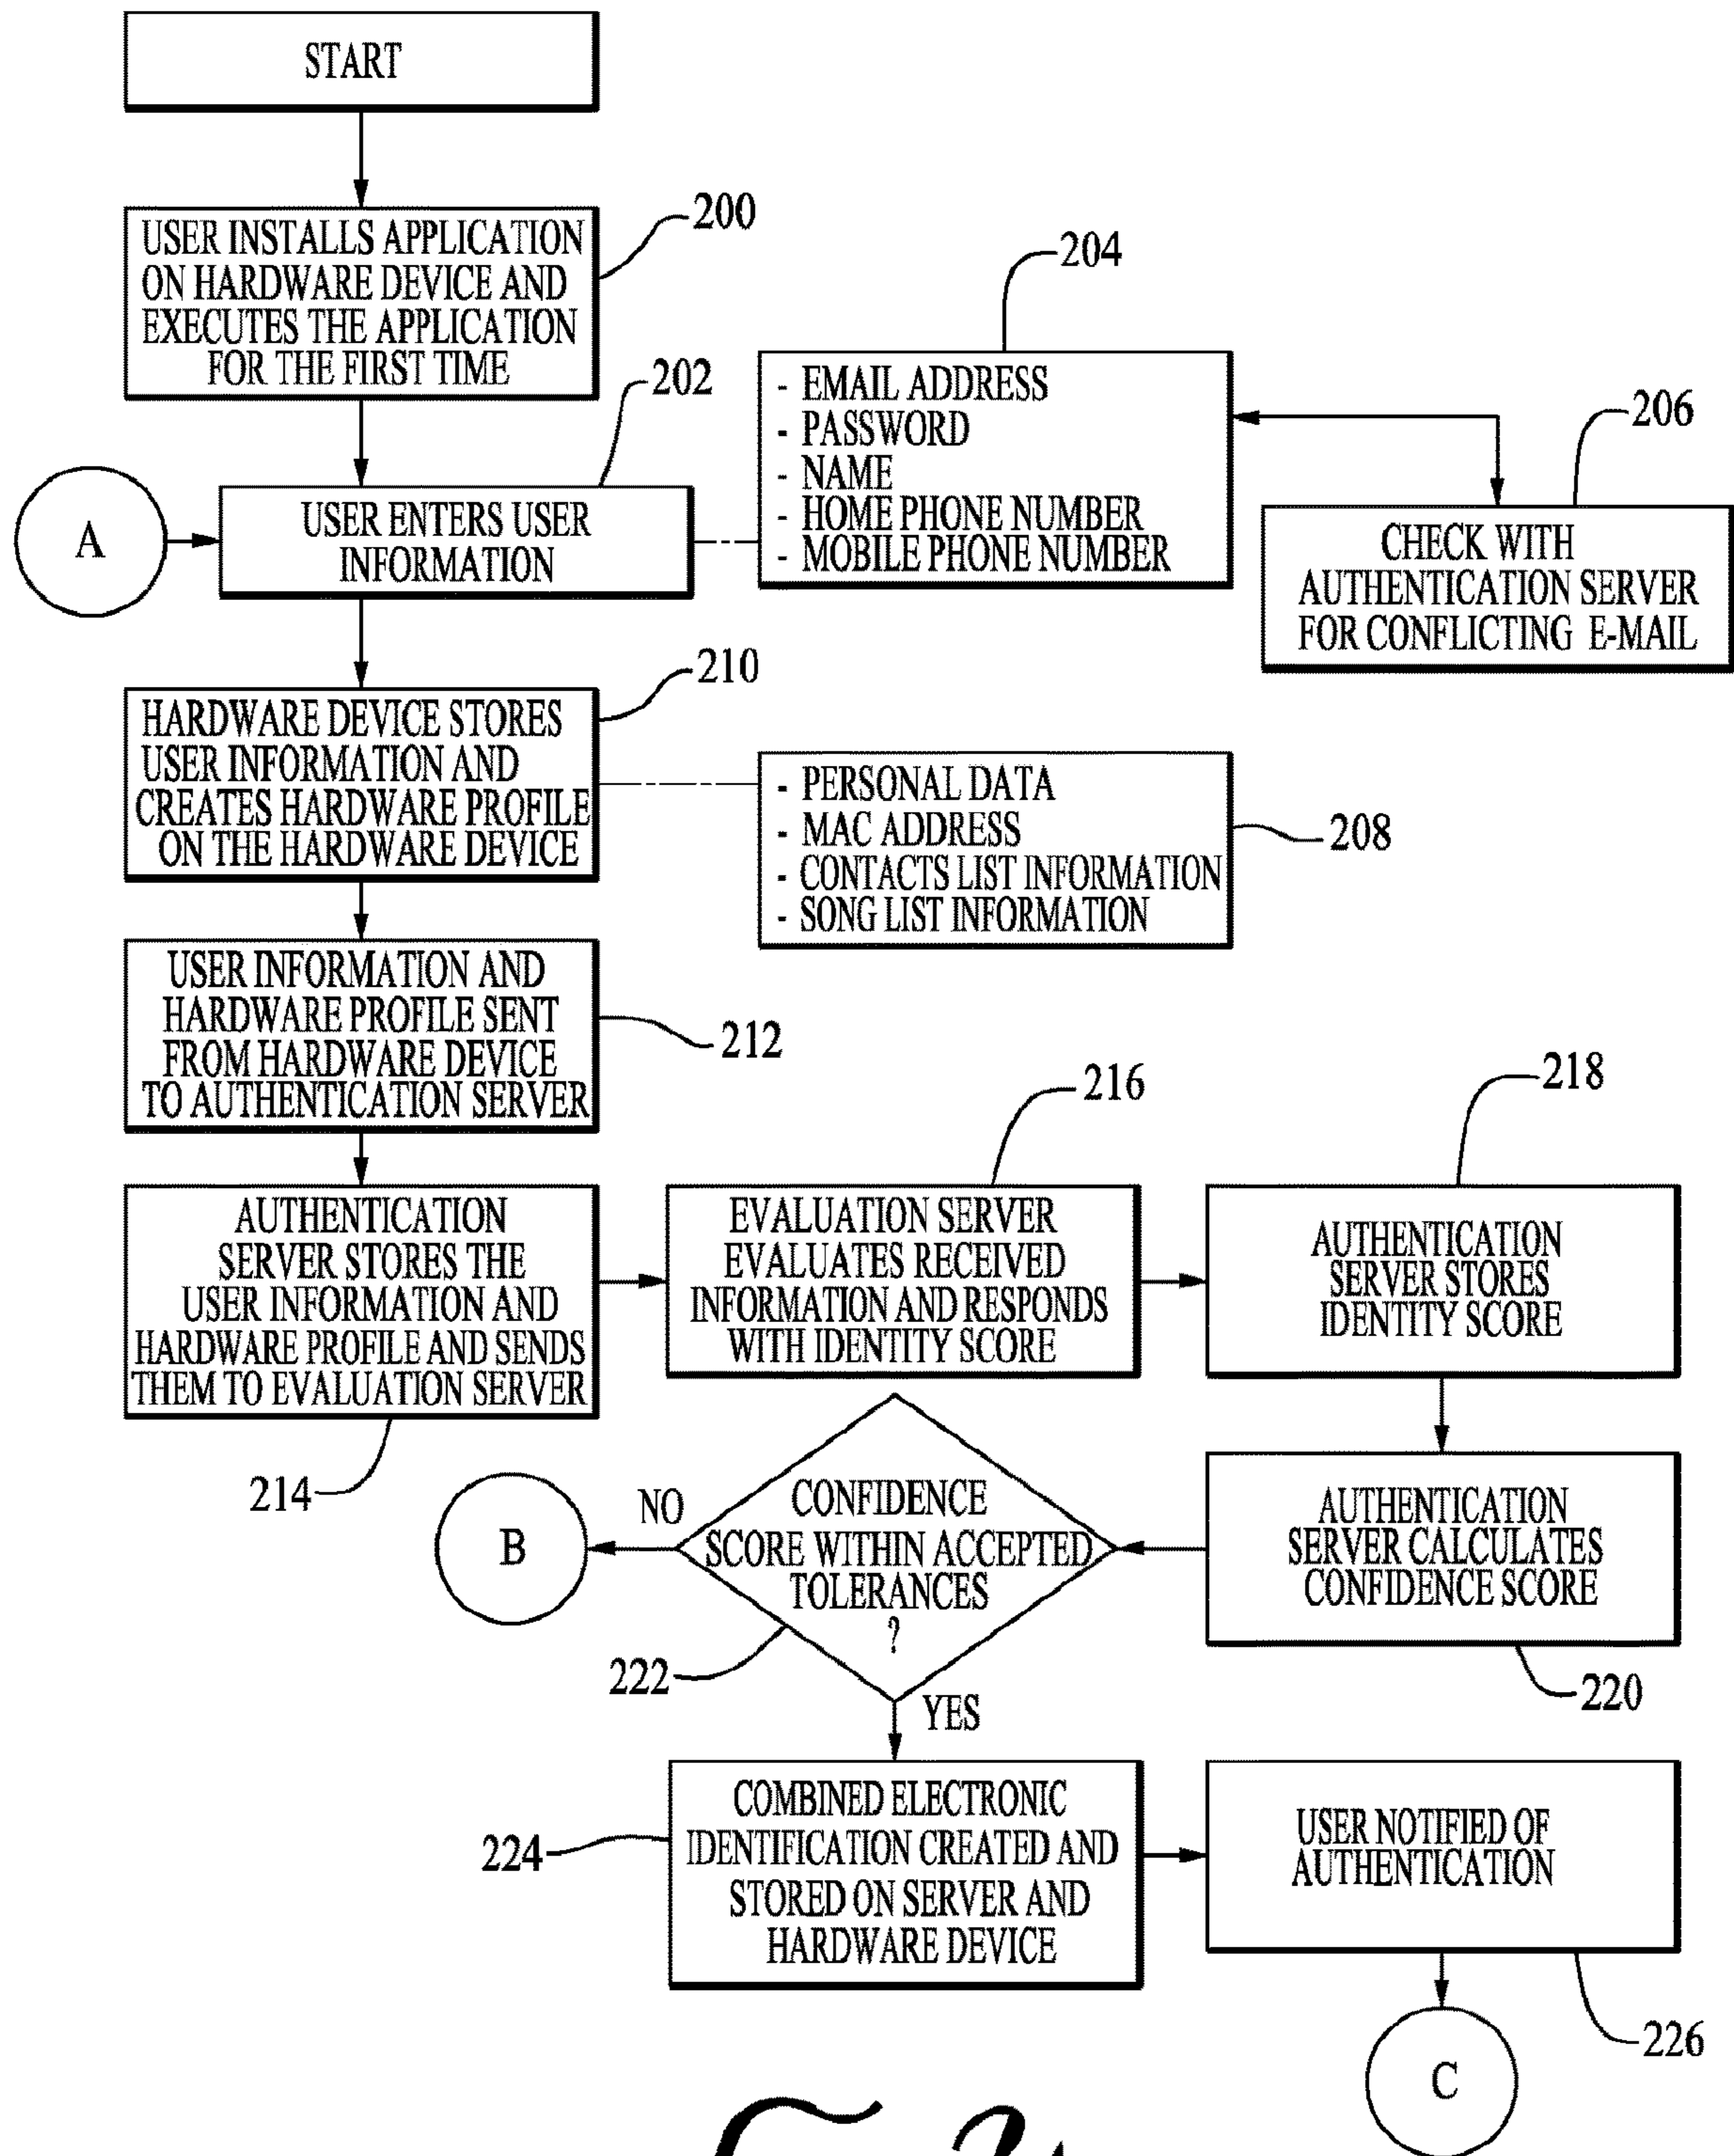 START
200
USER INSTALLS APPLICATION
ON HARDWARE DEVICE AND
EXECUTES THE APPLICATION
FOR THE FIRST TIME
202
A
USER ENTERS USER
INFORMATION
204
- EMAIL ADDRESS
- PASSWORD
- NAME
- HOME PHONE NUMBER
- MOBILE PHONE NUMBER
206
CHECK WITH
AUTHENTICATION SERVER
FOR CONFLICTING E-MAIL
210
HARDWARE DEVICE STORES
USER INFORMATION AND
CREATES HARDWARE PROFILE
ON THE HARDWARE DEVICE
- PERSONAL DATA
- MAC ADDRESS
- CONTACTS LIST INFORMATION
- SONG LIST INFORMATION
208
USER INFORMATION AND
HARDWARE PROFILE SENT
FROM HARDWARE DEVICE
TO AUTHENTICATION SERVER
212
AUTHENTICATION
SERVER STORES THE
USER INFORMATION AND
HARDWARE PROFILE AND SENDS
THEM TO EVALUATION SERVER
214
216
EVALUATION SERVER
EVALUATES RECEIVED
INFORMATION AND RESPONDS
WITH IDENTITY SCORE
218
AUTHENTICATION
SERVER STORES
IDENTITY SCORE
AUTHENTICATION
SERVER CALCULATES
CONFIDENCE SCORE
220
CONFIDENCE
SCORE WITHIN ACCEPTED
TOLERANCES
?
222
NO
B
YES
COMBINED ELECTRONIC
IDENTIFICATION CREATED AND
STORED ON SERVER AND
HARDWARE DEVICE
224
USER NOTIFIED OF
AUTHENTICATION
226
C